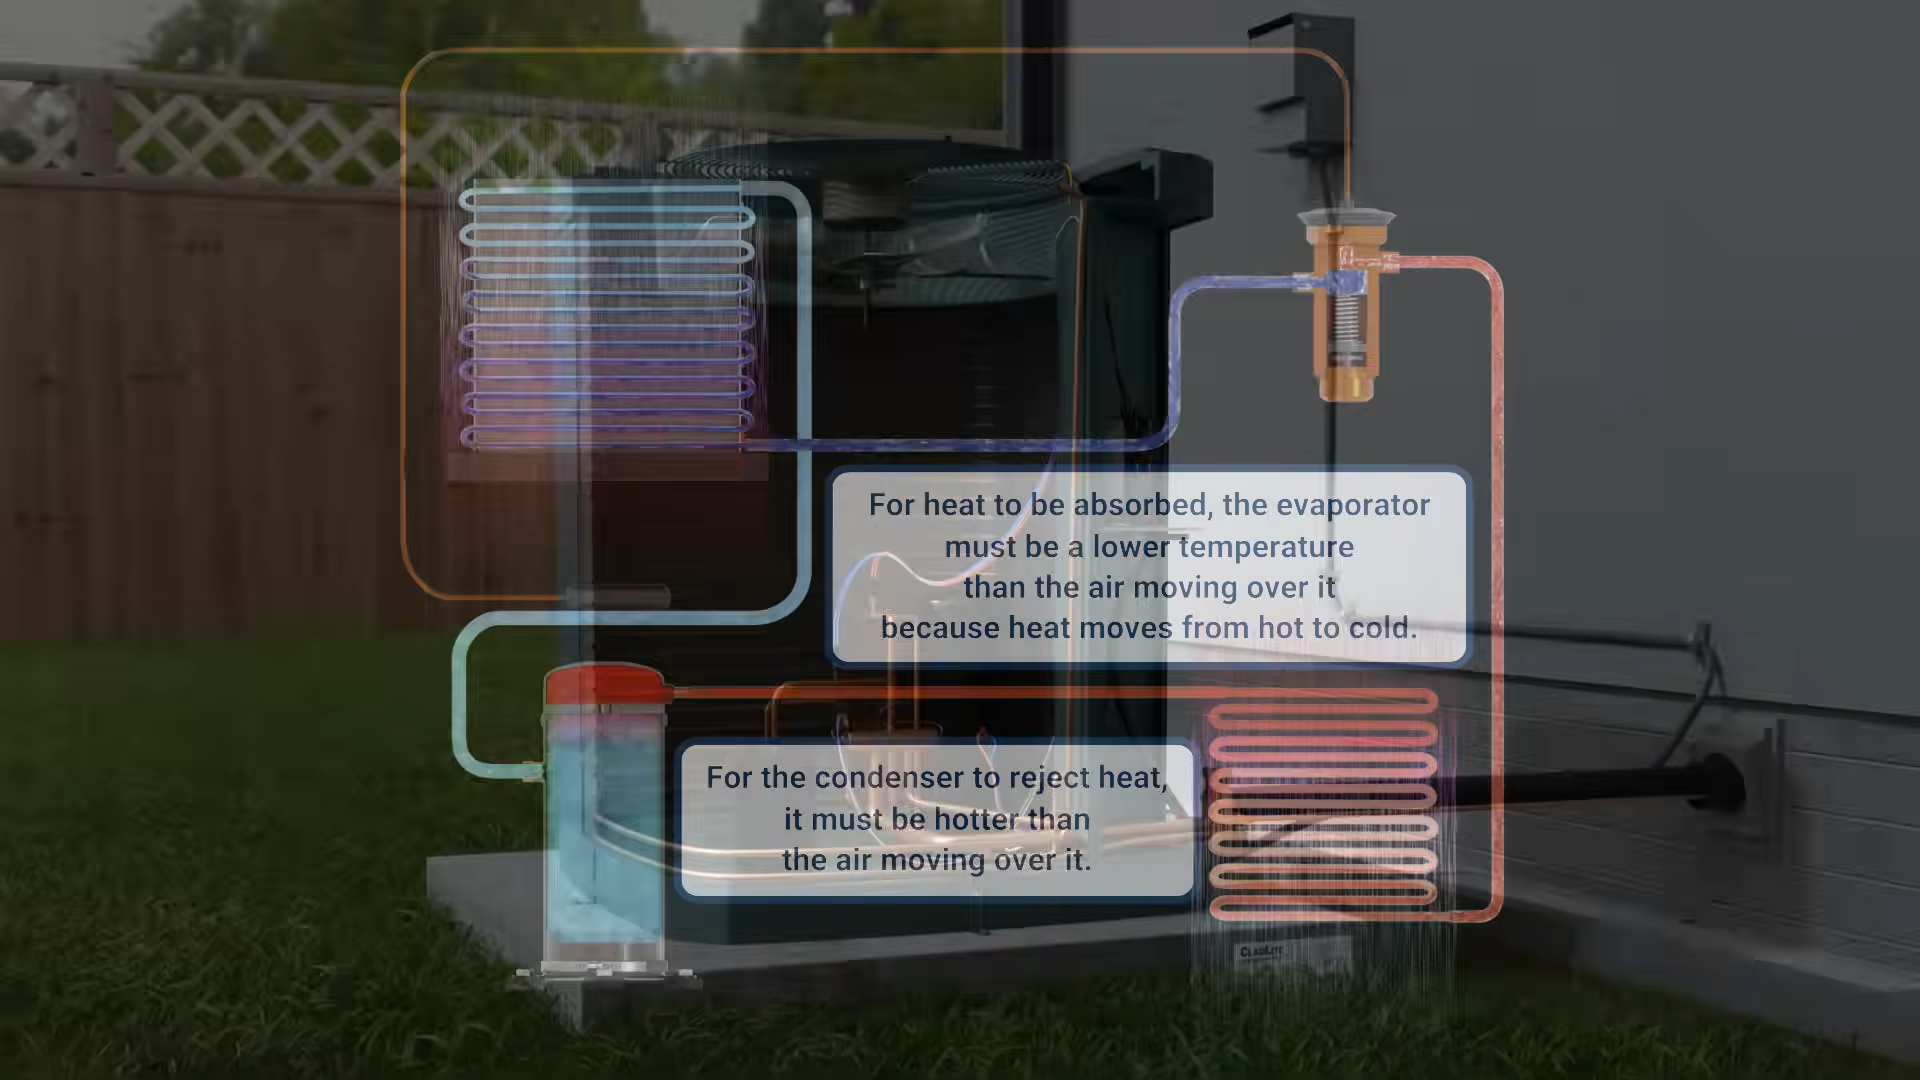 For heat to be absorbed, the evaporator
must be a lower temperature
than the air moving over it
because heat moves from hot to cold.
For the condenser to reject heat,
it must be hotter than
the air moving over it.
CLADLITE